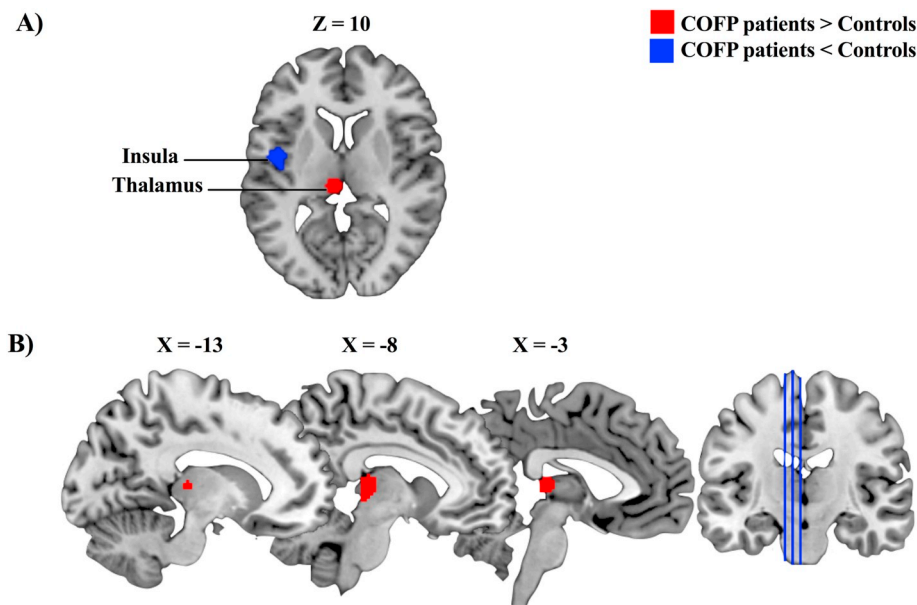 A)
Z = 10
COFP patients > Controls
COFP patients < Controls
Insula
Thalamus
B)
X = -13
X = -8
X = -3